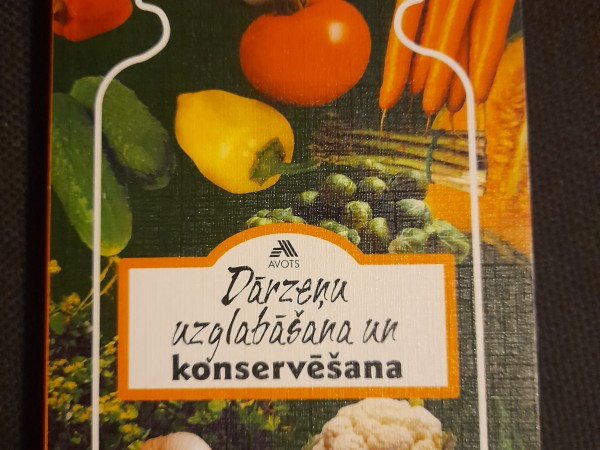 AVOTS
Dārzeņu
uzglabāšana un
konservēšana